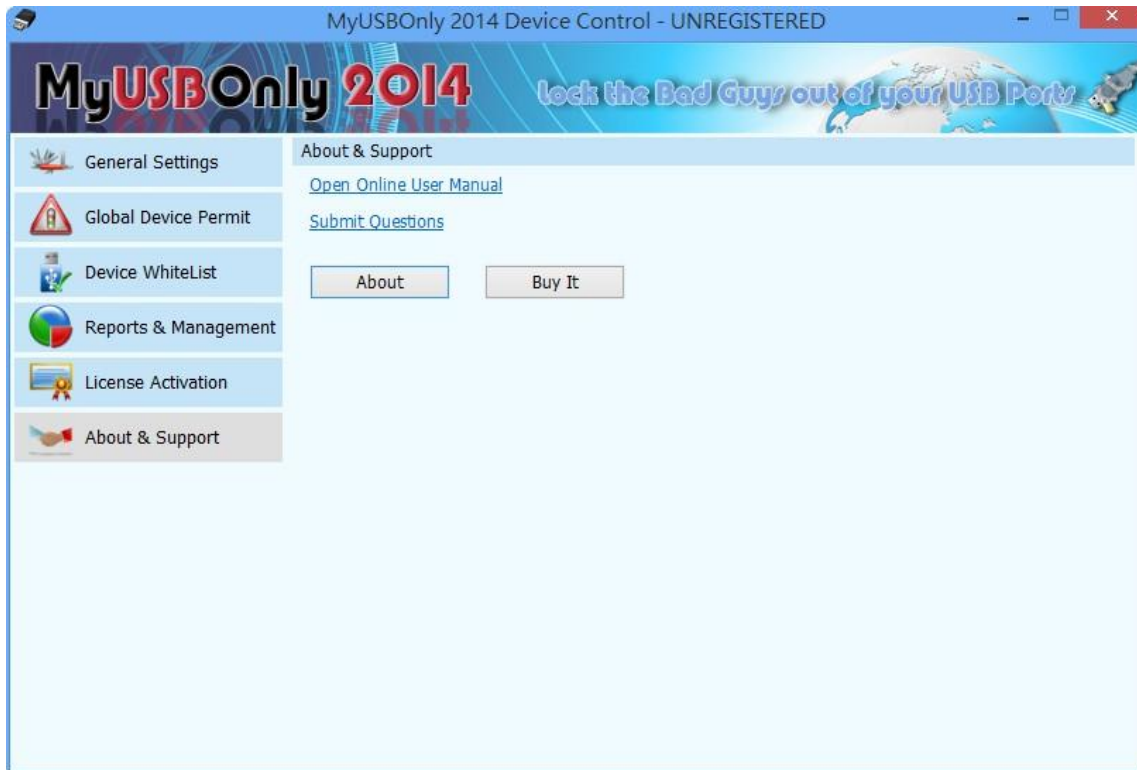 MyUSBOnly 2014 Device Control - UNREGISTERED
MyUSBOnly 2014
Lock the Bad Guys out of your USB Ports
General Settings
Global Device Permit
Device WhiteList
Reports & Management
License Activation
About & Support
About & Support
Open Online User Manual
Submit Questions
About
Buy It